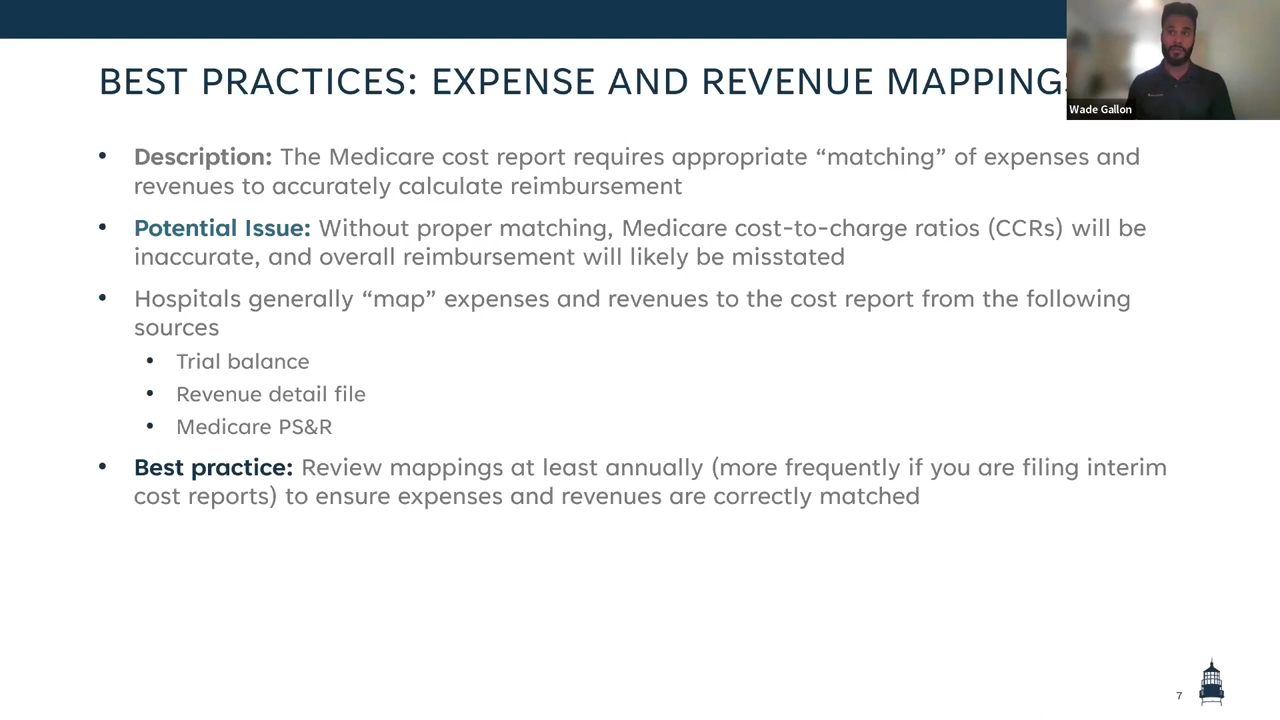 BEST PRACTICES: EXPENSE AND REVENUE MAPPINGS
Wade Gallon
• Description: The Medicare cost report requires appropriate “matching” of expenses and
revenues to accurately calculate reimbursement
• Potential Issue: Without proper matching, Medicare cost-to-charge ratios (CCRs) will be
inaccurate, and overall reimbursement will likely be misstated
• Hospitals generally “map” expenses and revenues to the cost report from the following
sources
• Trial balance
• Revenue detail file
• Medicare PS&R
• Best practice: Review mappings at least annually (more frequently if you are filing interim
cost reports) to ensure expenses and revenues are correctly matched
7